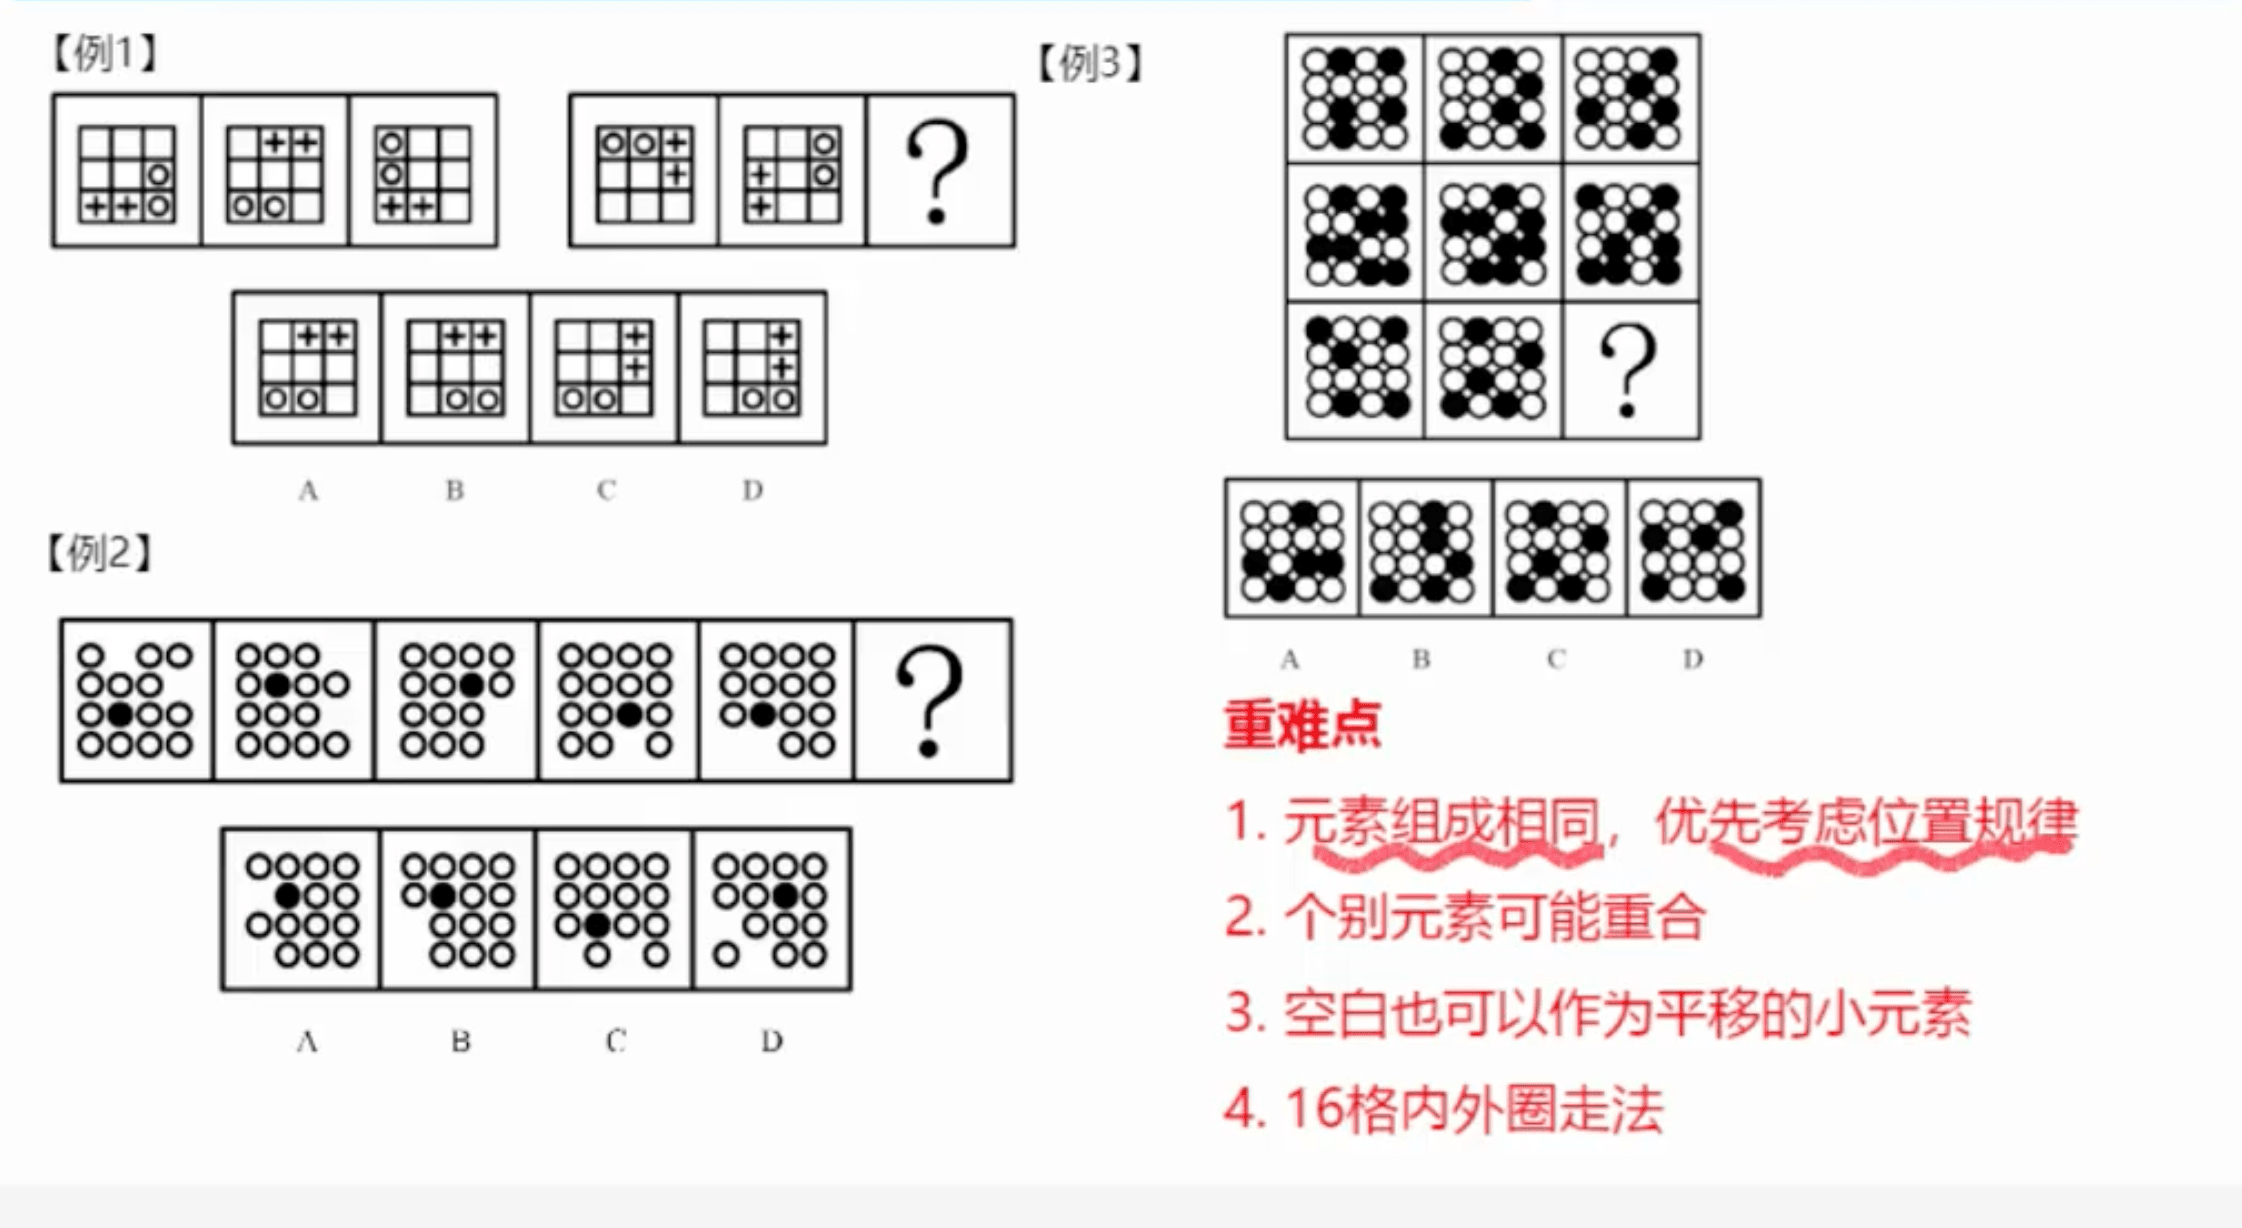 【例1】
?
A B C D
【例2】
?
A B C D
【例3】
?
A B C D
重难点
1. 元素组成相同，优先考虑位置规律
2. 个别元素可能重合
3. 空白也可以作为平移的小元素
4. 16格内外圈走法